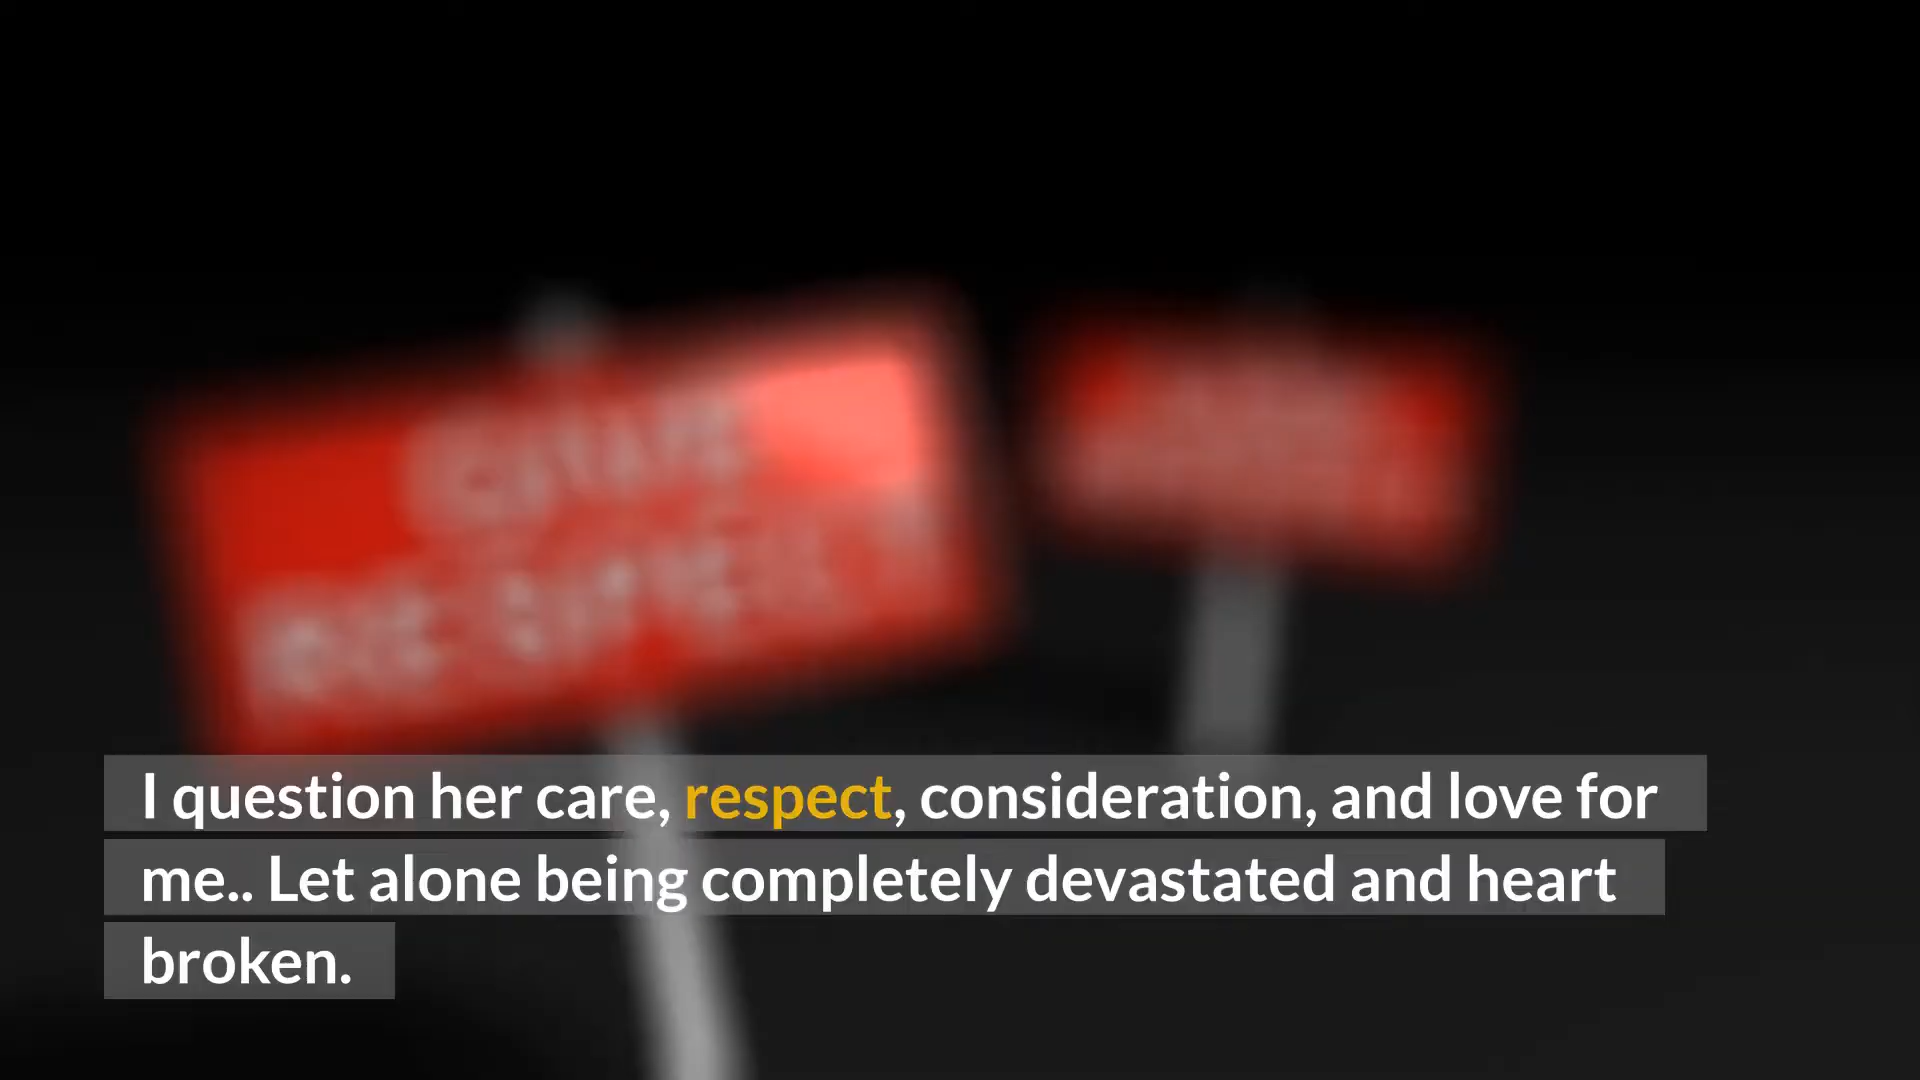 I question her care, respect, consideration, and love for
me.. Let alone being completely devastated and heart
broken.